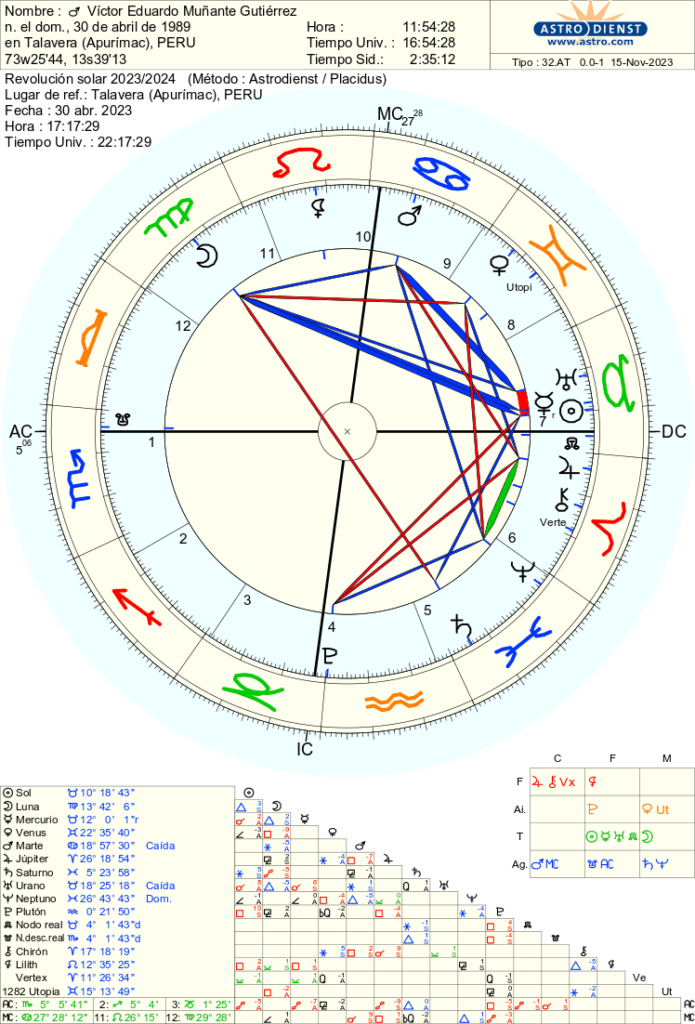 Nombre : ♂ Víctor Eduardo Muñante Gutiérrez
n. el dom., 30 de abril de 1989
en Talavera (Apurímac), PERU
73w25'44, 13s39'13
Hora : 11:54:28
Tiempo Univ. : 16:54:28
Tiempo Sid.: 2:35:12
ASTRO DIENST
www.astro.com
Tipo : 32.AT 0.0-1 15-Nov-2023
Revolución solar 2023/2024 (Método : Astrodienst / Placidus)
Lugar de ref.: Talavera (Apurímac), PERU
Fecha : 30 abr. 2023
Hora : 17:17:29
Tiempo Univ. : 22:17:29
MC 27 28
10
11
9
Utopi
8
12
AC 5 06
1
7 r
DC
Verte
2
6
3
5
4
IC
C F M
F Vx
Ai. Ut
T
Ag. MC AC
Sol ♉ 10° 18' 43"
Luna ♍ 13° 42' 6"
Mercurio ♉ 12° 0' 1"r
Venus ♊ 22° 35' 40"
Marte ♋ 18° 57' 30" Caída
Júpiter ♈ 26° 18' 54"
Saturno ♓ 5° 23' 58"
Urano ♉ 18° 25' 18" Caída
Neptuno ♓ 26° 43' 43" Dom.
Plutón ♒ 0° 21' 50"
Nodo real ♉ 4° 1' 43"d
N.desc.real ♏ 4° 1' 43"d
Quirón ♈ 17° 18' 19"
Lilith ♌ 12° 35' 25"
Vertex ♈ 11° 26' 34"
1282 Utopia ♊ 15° 13' 49"
AC: ♏ 5° 5' 41" 2: ♐ 5° 4' 3: ♑ 1° 25'
MC: ♋ 27° 28' 12" 11: ♌ 26° 15' 12: ♍ 29° 28'
Ve
Ut
AC
MC